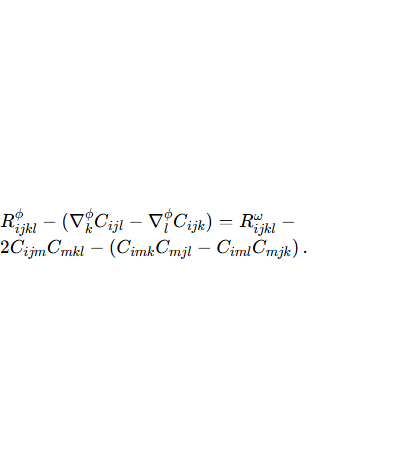 $R^{\phi}_{ijkl} - (\nabla^{\phi}_{k} C_{ijl} - \nabla^{\phi}_{l} C_{ijk}) = R^{\omega}_{ijkl} -$
$2C_{ijm}C_{mkl} - (C_{imk}C_{mjl} - C_{iml}C_{mjk})\,.$